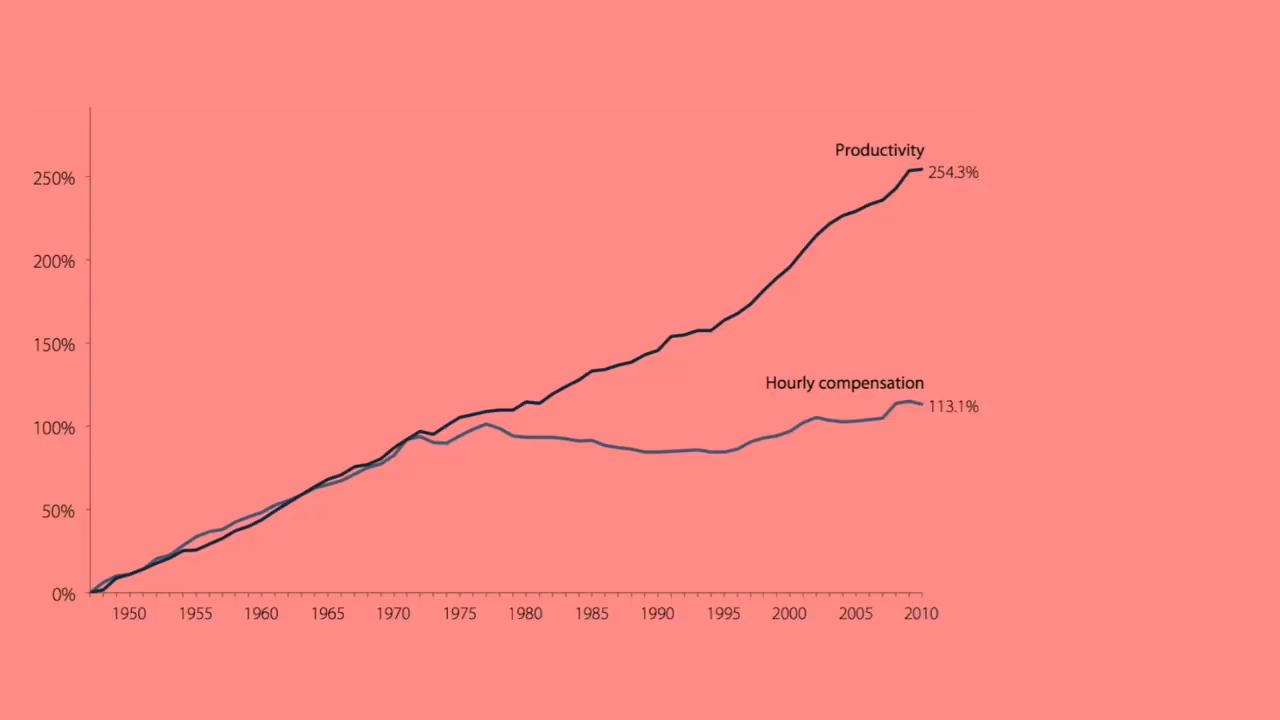 Productivity
254.3%
250%
200%
150%
Hourly compensation
113.1%
100%
50%
0%
1950 1955 1960 1965 1970 1975 1980 1985 1990 1995 2000 2005 2010